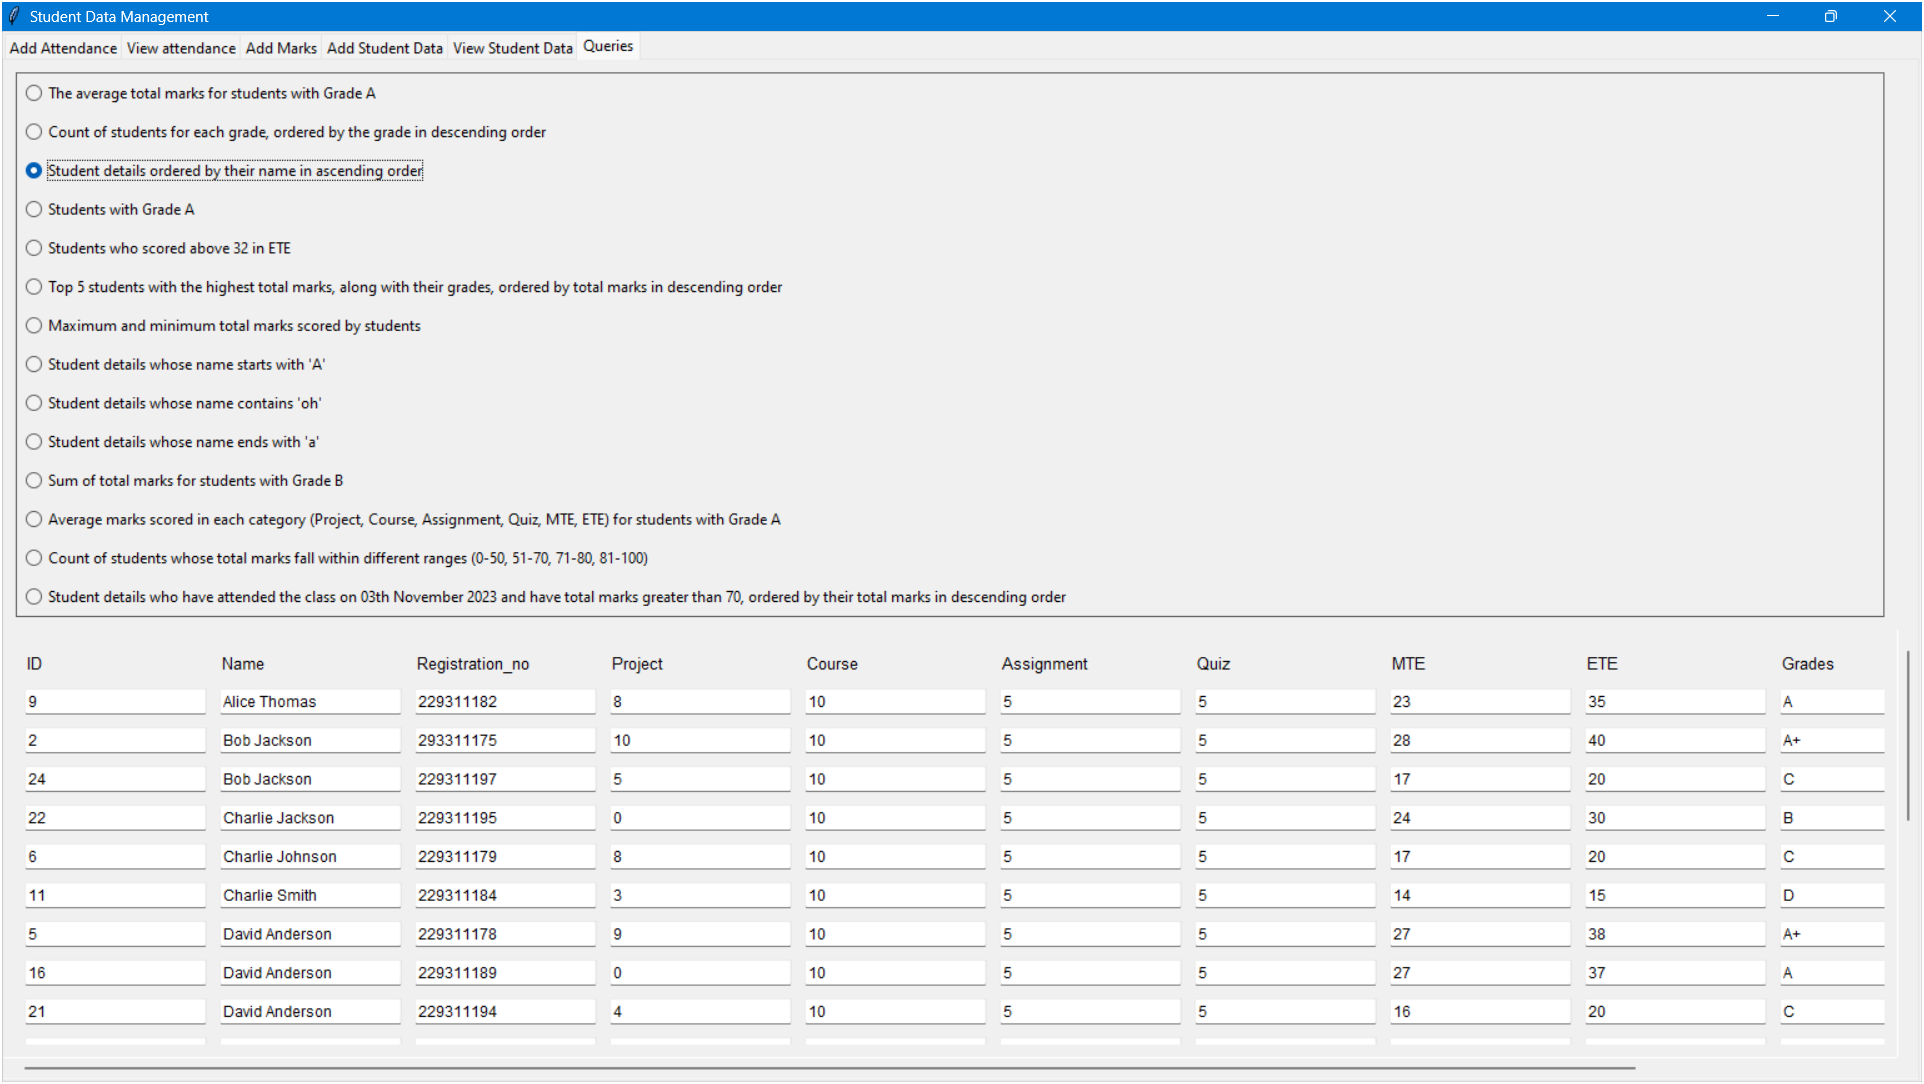 Student Data Management
Add Attendance View attendance Add Marks Add Student Data View Student Data Queries
The average total marks for students with Grade A
Count of students for each grade, ordered by the grade in descending order
Student details ordered by their name in ascending order
Students with Grade A
Students who scored above 32 in ETE
Top 5 students with the highest total marks, along with their grades, ordered by total marks in descending order
Maximum and minimum total marks scored by students
Student details whose name starts with 'A'
Student details whose name contains 'oh'
Student details whose name ends with 'a'
Sum of total marks for students with Grade B
Average marks scored in each category (Project, Course, Assignment, Quiz, MTE, ETE) for students with Grade A
Count of students whose total marks fall within different ranges (0-50, 51-70, 71-80, 81-100)
Student details who have attended the class on 03th November 2023 and have total marks greater than 70, ordered by their total marks in descending order
ID Name Registration_no Project Course Assignment Quiz MTE ETE Grades
9 Alice Thomas 229311182 8 10 5 5 23 35 A
2 Bob Jackson 293311175 10 10 5 5 28 40 A+
24 Bob Jackson 229311197 5 10 5 5 17 20 C
22 Charlie Jackson 229311195 0 10 5 5 24 30 B
6 Charlie Johnson 229311179 8 10 5 5 17 20 C
11 Charlie Smith 229311184 3 10 5 5 14 15 D
5 David Anderson 229311178 9 10 5 5 27 38 A+
16 David Anderson 229311189 0 10 5 5 27 37 A
21 David Anderson 229311194 4 10 5 5 16 20 C